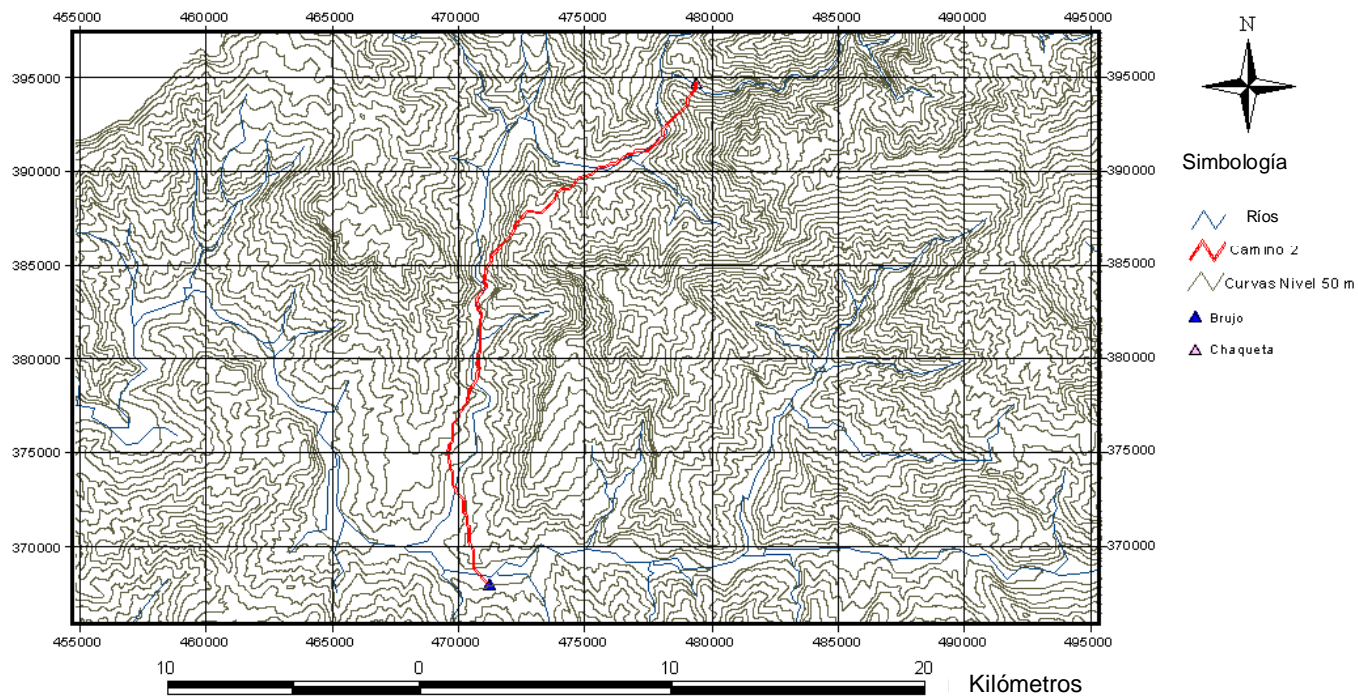 455000 460000 465000 470000 475000 480000 485000 490000 495000
N
395000 395000
390000 390000
385000 385000
380000 380000
375000 375000
370000 370000
455000 460000 465000 470000 475000 480000 485000 490000 495000
Simbología
Ríos
Camino 2
Curvas Nivel 50 m
Brujo
Chaqueta
10 0 10 20
Kilómetros